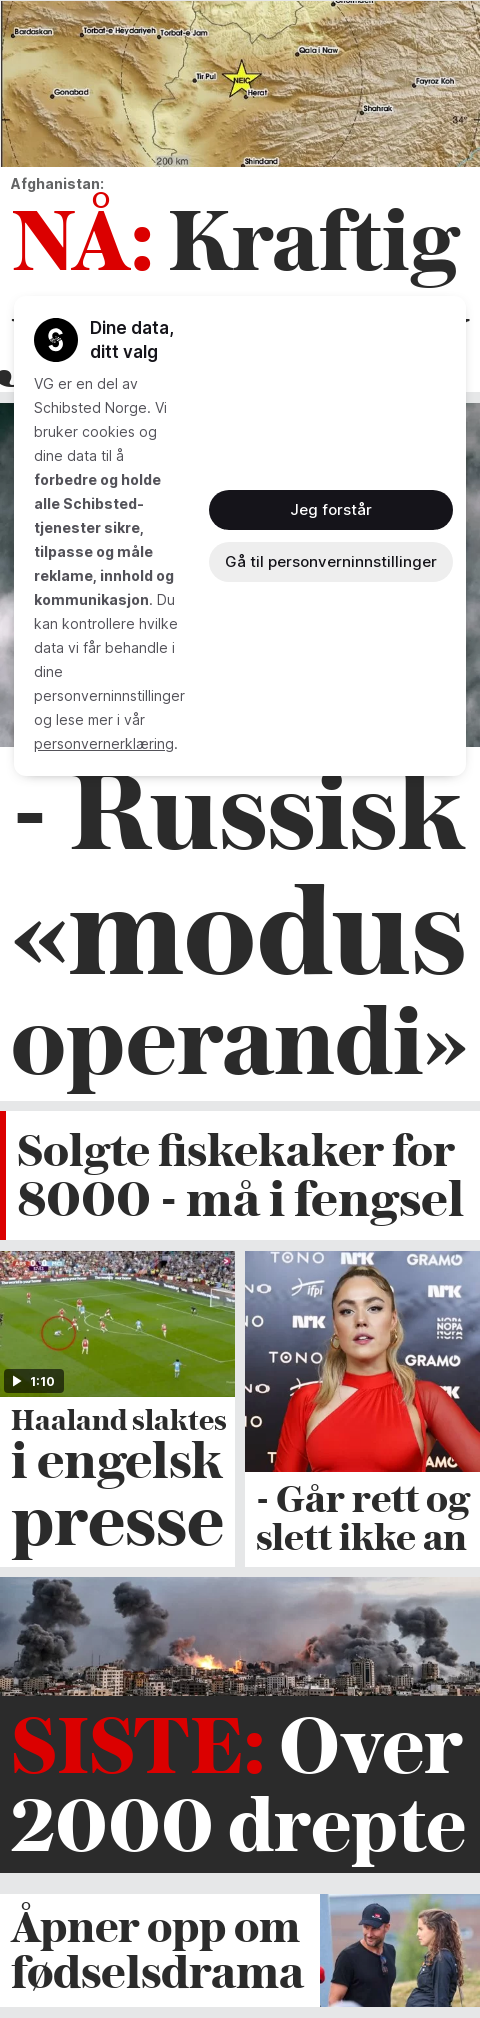 Bardaskan
Torbat-e Heydariyeh
Torbat-e Jam
Qala i Naw
Tir Pul
NEIC
Gonabad
Herat
Fayroz Koh
Shahrak
34°
200 km
Shindand
Afghanistan:
NÅ: Kraftig
Dine data,
ditt valg
VG er en del av
Schibsted Norge. Vi
bruker cookies og
dine data til å
forbedre og holde
alle Schibsted-
tjenester sikre,
tilpasse og måle
reklame, innhold og
kommunikasjon. Du
kan kontrollere hvilke
data vi får behandle i
dine
personverninnstillinger
og lese mer i vår
personvernerklæring.
Jeg forstår
Gå til personverninnstillinger
- Russisk
«modus
operandi»
Solgte fiskekaker for
8000 - må i fengsel
1:10
Haaland slaktes
i engelsk
presse
TONO
NRK
GRAMO
NRK
ifpi
NRK
NOPA
TONO
GRAMO
NRK
- Går rett og
slett ikke an
SISTE: Over
2000 drepte
Åpner opp om
fødselsdrama